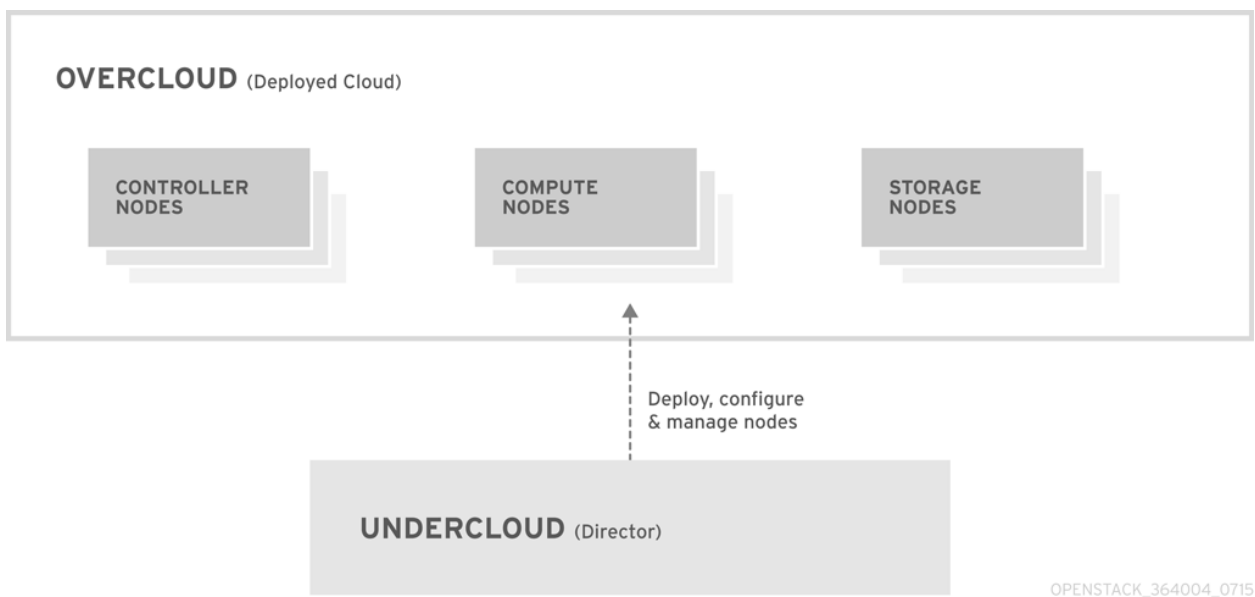 OVERCLOUD (Deployed Cloud)
CONTROLLER
NODES
COMPUTE
NODES
STORAGE
NODES
Deploy, configure
& manage nodes
UNDERCLOUD (Director)
OPENSTACK_364004_0715